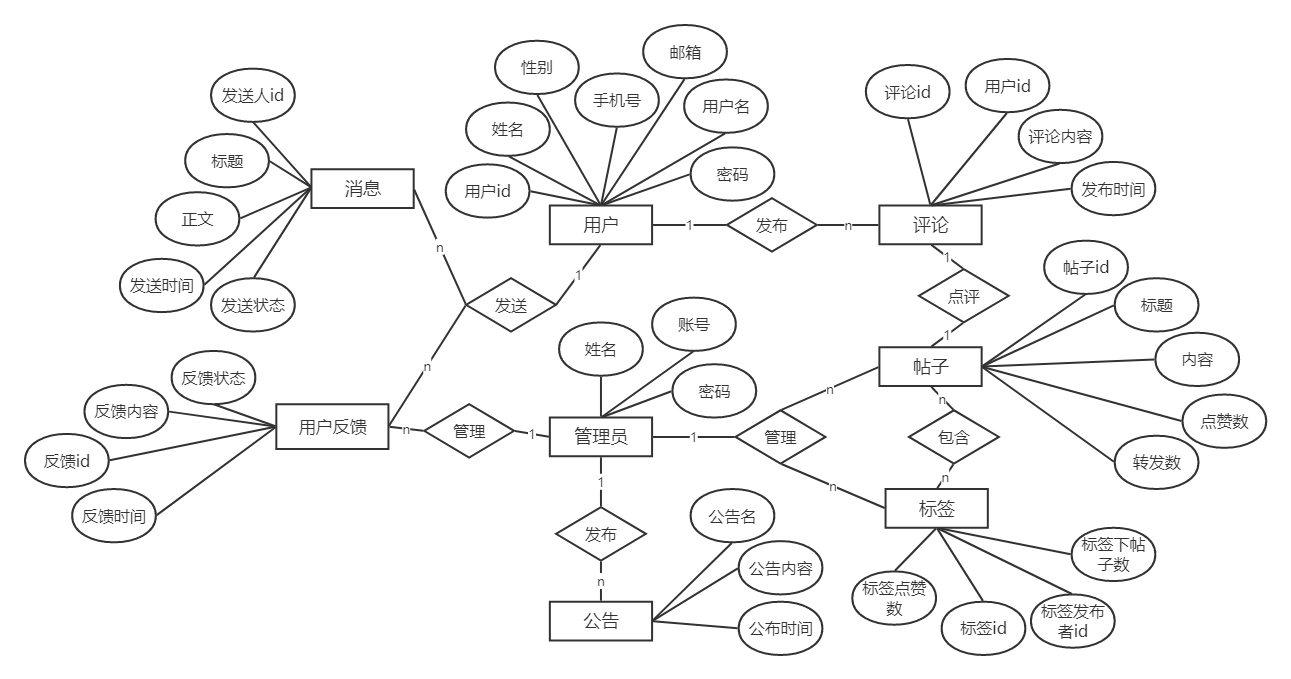 邮箱
性别
手机号
用户名
姓名
密码
用户id
用户
发送人id
标题
正文
发送时间
发送状态
消息
n
发送
1
n
1
发布
n
评论id
用户id
评论内容
发布时间
评论
1
点评
1
帖子id
标题
内容
点赞数
转发数
帖子
反馈状态
反馈内容
反馈id
反馈时间
用户反馈
n
管理
1
姓名
账号
密码
管理员
1
管理
n
n
n
包含
n
标签
标签下帖
子数
标签点赞
数
标签id
标签发布
者id
1
发布
n
公告
公告名
公告内容
公布时间